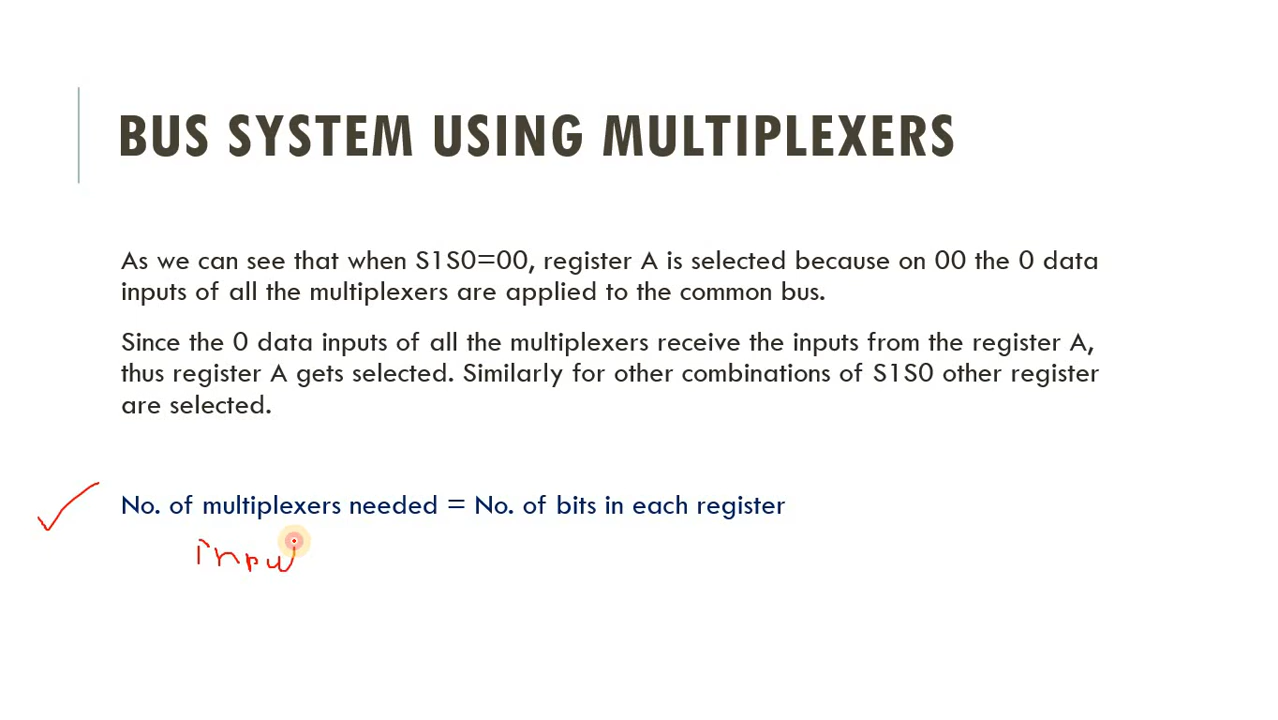 BUS SYSTEM USING MULTIPLEXERS
As we can see that when S1S0=00, register A is selected because on 00 the 0 data
inputs of all the multiplexers are applied to the common bus.
Since the 0 data inputs of all the multiplexers receive the inputs from the register A,
thus register A gets selected. Similarly for other combinations of S1S0 other register
are selected.
No. of multiplexers needed = No. of bits in each register
inpu